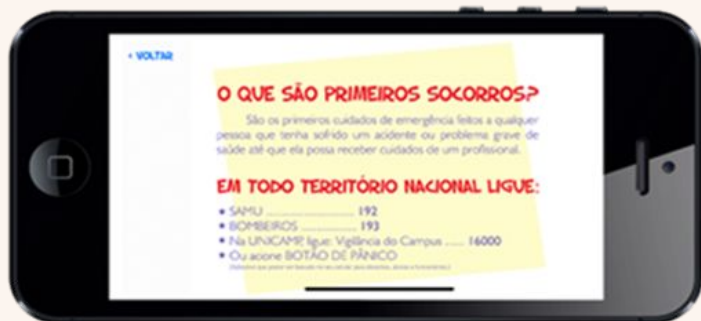 < VOLTAR
O QUE SÃO PRIMEIROS SOCORROS?
São os primeiros cuidados de emergência feitos a qualquer
pessoa que tenha sofrido um acidente ou problema grave de
saúde até que ela possa receber cuidados de um profissional.
EM TODO TERRITÓRIO NACIONAL LIGUE:
• SAMU ........................... 192
• BOMBEIROS .................. 193
• Na UNICAMP, ligue: Vigilância do Campus ...... 16000
• Ou acione BOTÃO DE PÂNICO